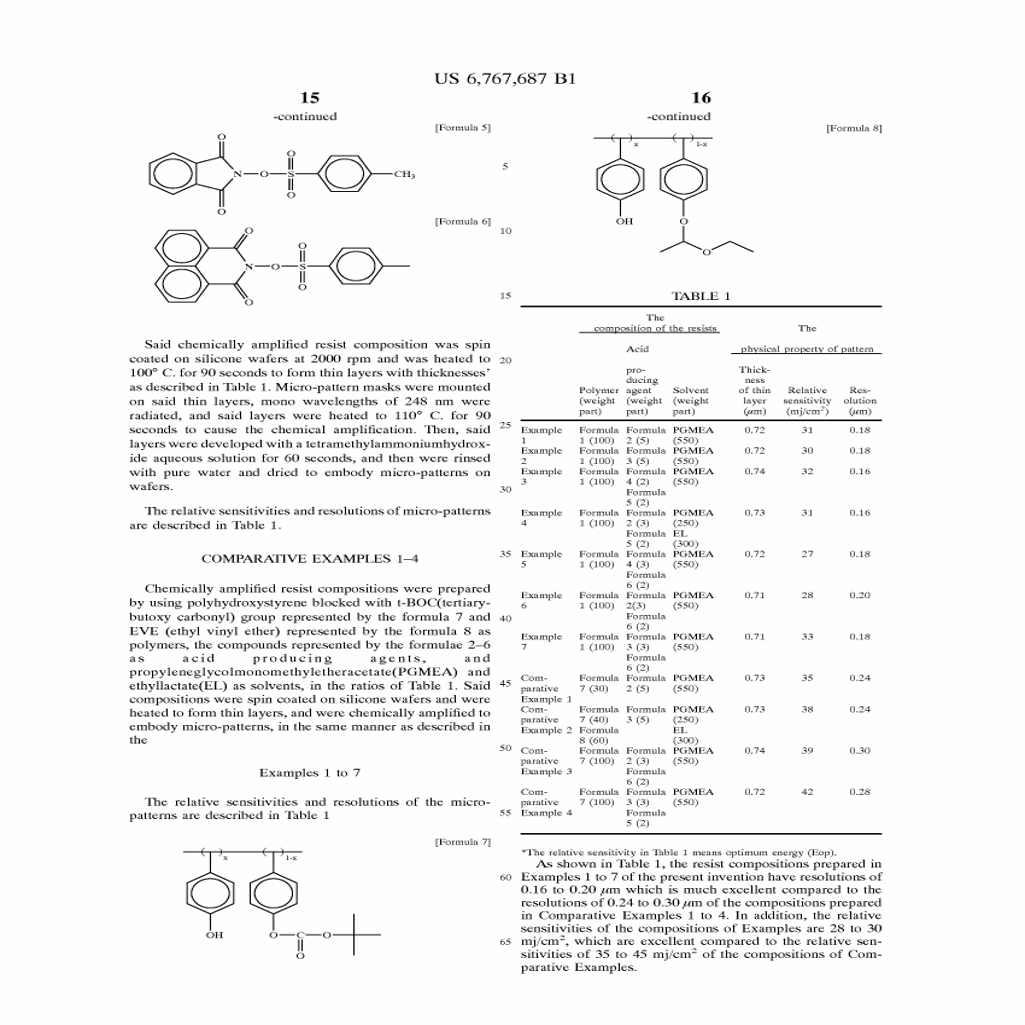 US 6,767,687 B1
15
-continued
[Formula 5]
O
O
N
O
S
CH3
O
O
[Formula 6]
O
O
N
O
S
O
O
Said chemically amplified resist composition was spin
coated on silicone wafers at 2000 rpm and was heated to
100° C. for 90 seconds to form thin layers with thicknesses'
as described in Table 1. Micro-pattern masks were mounted
on said thin layers, mono wavelengths of 248 nm were
radiated, and said layers were heated to 110° C. for 90
seconds to cause the chemical amplification. Then, said
layers were developed with a tetramethylammoniumhydrox-
ide aqueous solution for 60 seconds, and then were rinsed
with pure water and dried to embody micro-patterns on
wafers.
The relative sensitivities and resolutions of micro-patterns
are described in Table 1.
COMPARATIVE EXAMPLES 1–4
Chemically amplified resist compositions were prepared
by using polyhydroxystyrene blocked with t-BOC(tertiary-
butoxy carbonyl) group represented by the formula 7 and
EVE (ethyl vinyl ether) represented by the formula 8 as
polymers, the compounds represented by the formulae 2–6
as acid producing agents, and
propyleneglycolmonomethyletheracetate(PGMEA) and
ethyllactate(EL) as solvents, in the ratios of Table 1. Said
compositions were spin coated on silicone wafers and were
heated to form thin layers, and were chemically amplified to
embody micro-patterns, in the same manner as described in
the
Examples 1 to 7
The relative sensitivities and resolutions of the micro-
patterns are described in Table 1
[Formula 7]
x
1-x
OH
O C O
O
5
10
15
20
25
30
35
40
45
50
55
60
65
16
-continued
[Formula 8]
x
1-x
OH
O
O
TABLE 1
The
composition of the resists The
Acid physical property of pattern
pro- Thick-
ducing ness
Polymer agent Solvent of thin Relative Res-
(weight (weight (weight layer sensitivity olution
part) part) part) (μm) (mj/cm2) (μm)
Example Formula Formula PGMEA 0.72 31 0.18
1 1 (100) 2 (5) (550)
Example Formula Formula PGMEA 0.72 30 0.18
2 1 (100) 3 (5) (550)
Example Formula Formula PGMEA 0.74 32 0.16
3 1 (100) 4 (2) (550)
Formula
5 (2)
Example Formula Formula PGMEA 0.73 31 0.16
4 1 (100) 2 (3) (250)
Formula EL
5 (2) (300)
Example Formula Formula PGMEA 0.72 27 0.18
5 1 (100) 4 (3) (550)
Formula
6 (2)
Example Formula Formula PGMEA 0.71 28 0.20
6 1 (100) 2(3) (550)
Formula
6 (2)
Example Formula Formula PGMEA 0.71 33 0.18
7 1 (100) 3 (3) (550)
Formula
6 (2)
Com- Formula Formula PGMEA 0.73 35 0.24
parative 7 (30) 2 (5) (550)
Example 1
Com- Formula Formula PGMEA 0.73 38 0.24
parative 7 (40) 3 (5) (250)
Example 2 Formula EL
8 (60) (300)
Com- Formula Formula PGMEA 0.74 39 0.30
parative 7 (100) 2 (3) (550)
Example 3 Formula
6 (2)
Com- Formula Formula PGMEA 0.72 42 0.28
parative 7 (100) 3 (3) (550)
Example 4 Formula
5 (2)
*The relative sensitivity in Table 1 means optimum energy (Eop).
As shown in Table 1, the resist compositions prepared in
Examples 1 to 7 of the present invention have resolutions of
0.16 to 0.20 μm which is much excellent compared to the
resolutions of 0.24 to 0.30 μm of the compositions prepared
in Comparative Examples 1 to 4. In addition, the relative
sensitivities of the compositions of Examples are 28 to 30
mj/cm2, which are excellent compared to the relative sen-
sitivities of 35 to 45 mj/cm2 of the compositions of Com-
parative Examples.